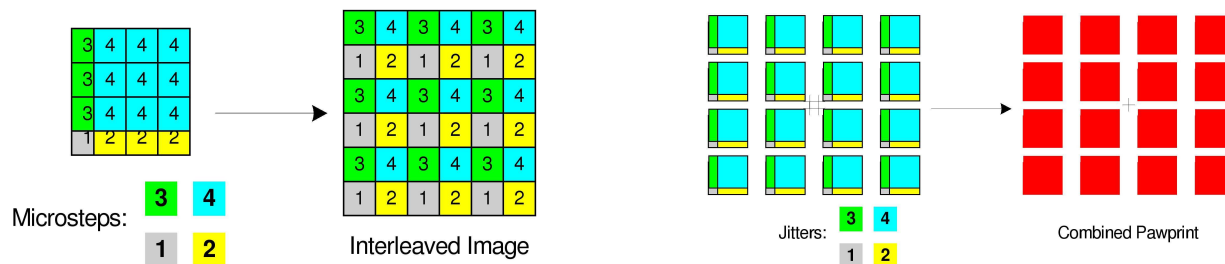 3 4 4 4
3 4 4 4
3 4 4 4
1 2 2 2
Microsteps:
3 4
1 2
3 4 3 4 3 4
1 2 1 2 1 2
3 4 3 4 3 4
1 2 1 2 1 2
3 4 3 4 3 4
1 2 1 2 1 2
Interleaved Image
Jitters:
3 4
1 2
Combined Pawprint